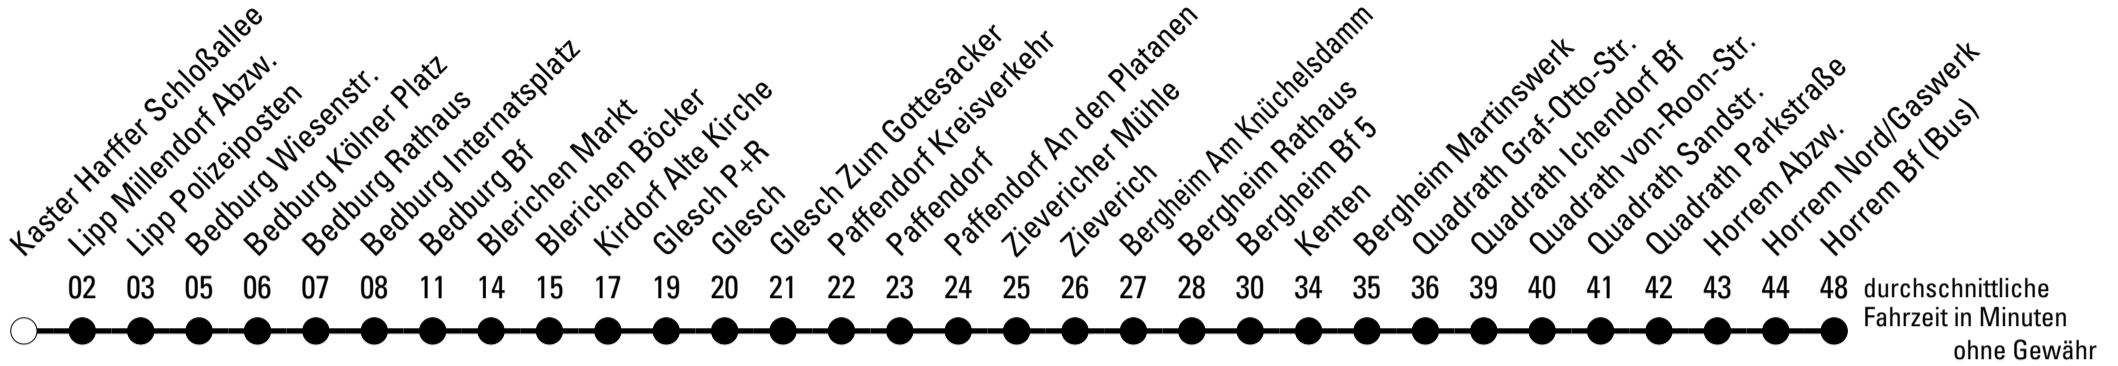 Kaster Harffer Schloßallee
Lipp Millendorf Abzw.
Lipp Polizeiposten
Bedburg Wiesenstr.
Bedburg Kölner Platz
Bedburg Rathaus
Bedburg Internatsplatz
Bedburg Bf
Blerichen Markt
Blerichen Böcker
Kirdorf Alte Kirche
Glesch P+R
Glesch
Glesch Zum Gottesacker
Paffendorf Kreisverkehr
Paffendorf
Paffendorf An den Platanen
Zievericher Mühle
Zieverich
Bergheim Am Knüchelsdamm
Bergheim Rathaus
Bergheim Bf 5
Kenten
Bergheim Martinswerk
Quadrath Graf-Otto-Str.
Quadrath Ichendorf Bf
Quadrath von-Roon-Str.
Quadrath Sandstr.
Quadrath Parkstraße
Horrem Abzw.
Horrem Nord/Gaswerk
Horrem Bf (Bus)
02 03 05 06 07 08 11 14 15 17 19 20 21 22 23 24 25 26 27 28 30 34 35 36 39 40 41 42 43 44 48 durchschnittliche
Fahrzeit in Minuten
ohne Gewähr